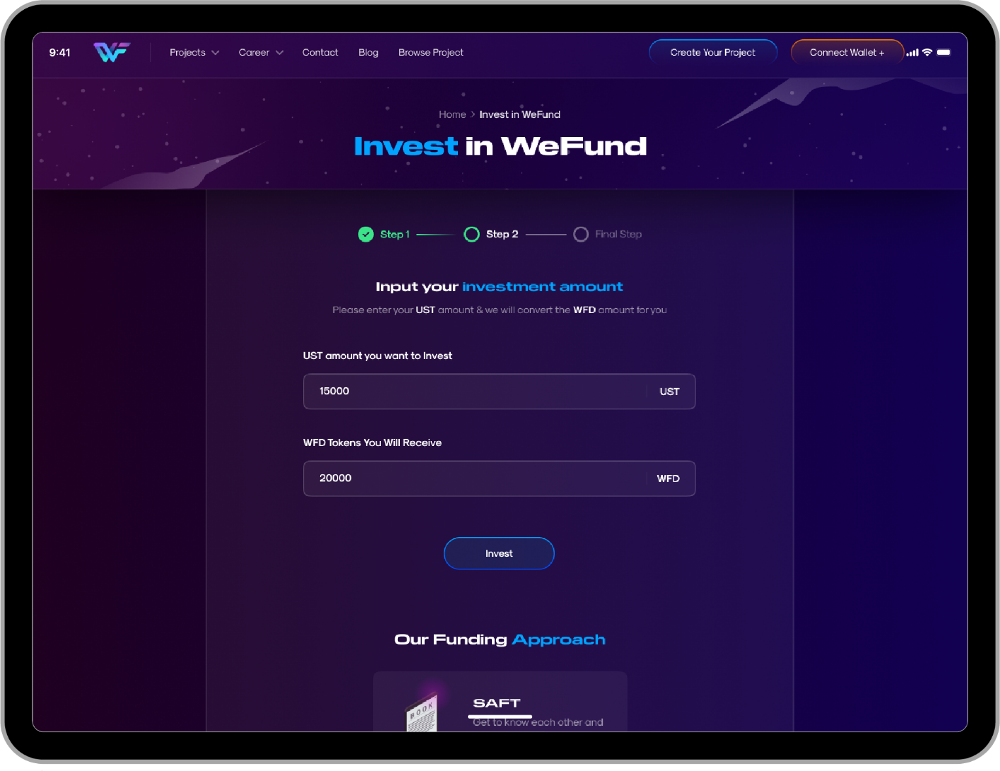 9:41
WF
Projects
Career
Contact
Blog
Browse Project
Create Your Project
Connect Wallet +
Home > Invest in WeFund
Invest in WeFund
Step 1
Step 2
Final Step
Input your investment amount
Please enter your UST amount & we will convert the WFD amount for you
UST amount you want to Invest
15000
UST
WFD Tokens You Will Receive
20000
WFD
Invest
Our Funding Approach
BOOK
SAFT
Get to know each other and